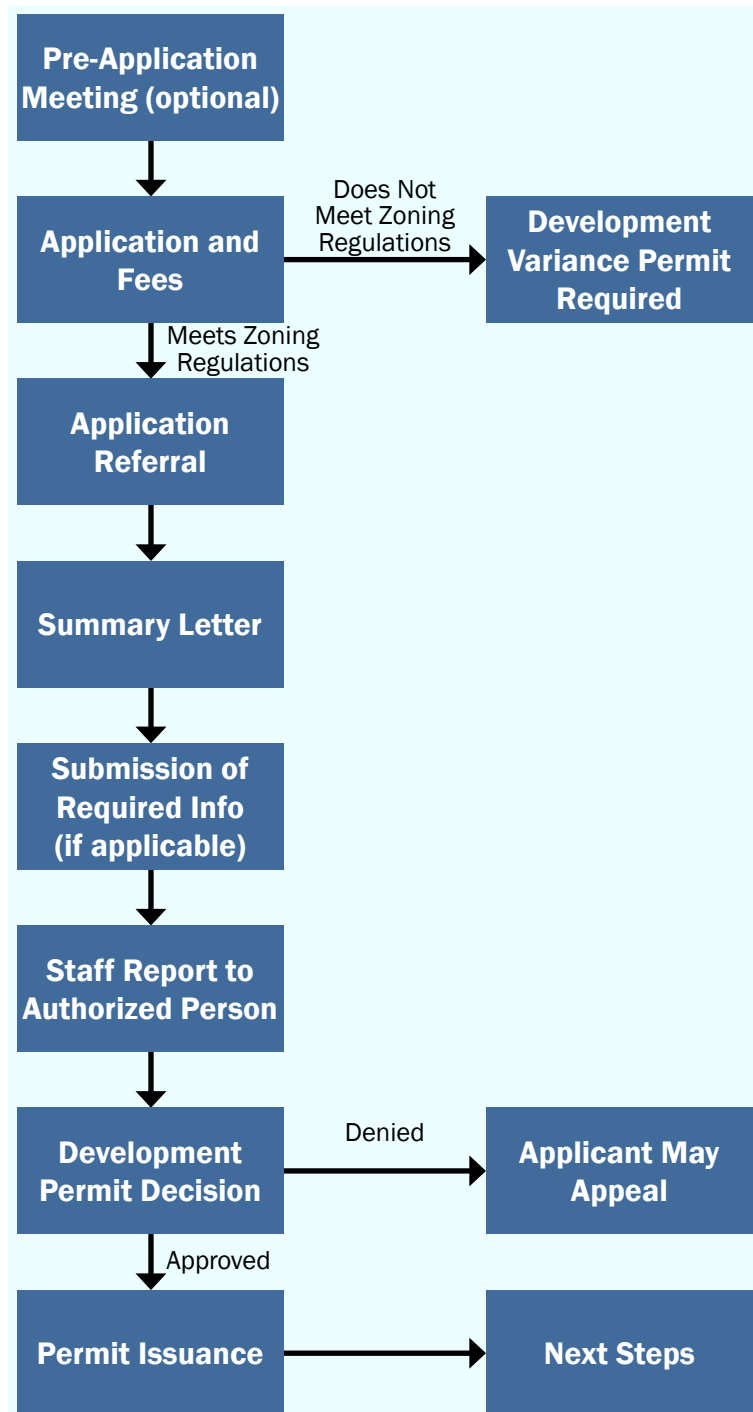 Pre-Application
Meeting (optional)
Application and
Fees
Does Not
Meet Zoning
Regulations
Development
Variance Permit
Required
Meets Zoning
Regulations
Application
Referral
Summary Letter
Submission of
Required Info
(if applicable)
Staff Report to
Authorized Person
Development
Permit Decision
Denied
Applicant May
Appeal
Approved
Permit Issuance
Next Steps